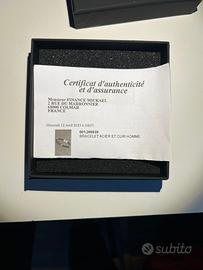 Certificat d'authenticité
et d'assurance
Monsieur FINANCE MICKAEL
2 RUE DU MARRONNIER
68000 COLMAR
FRANCE
BRACELET ACIER ET CUIR HOMME
subito